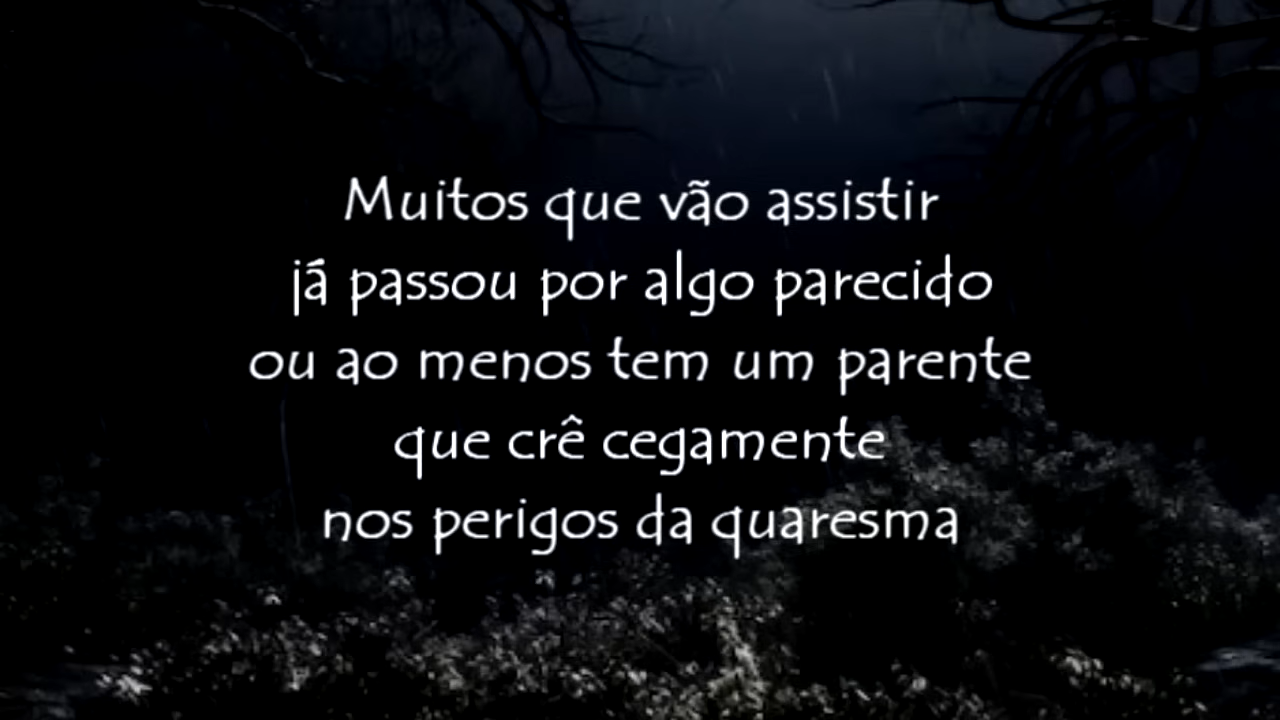 Muitos que vão assistir
já passou por algo parecido
ou ao menos tem um parente
que crê cegamente
nos perigos da quaresma